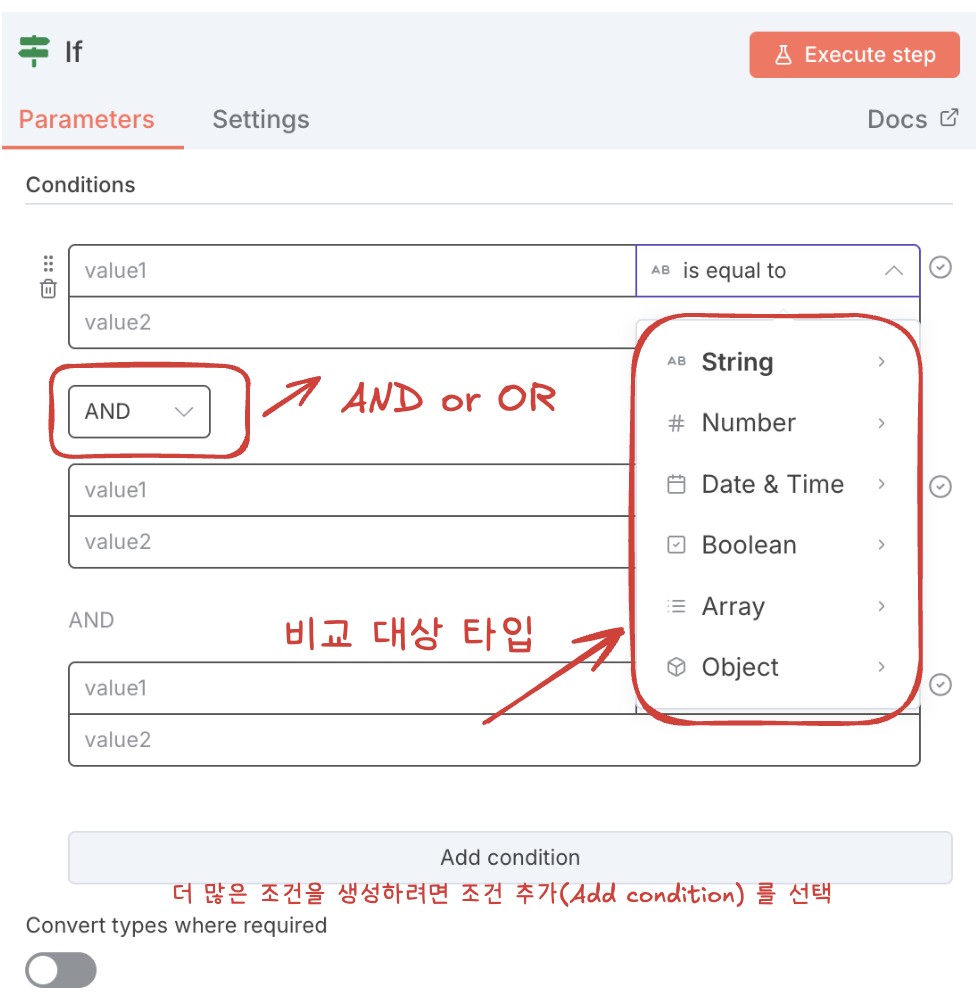 If
Execute step
Parameters Settings Docs
Conditions
value1 AB is equal to
value2
AB String
AND AND or OR
# Number
Date & Time
value1
value2
Boolean
Array
AND
비교 대상 타입
Object
value1
value2
Add condition
더 많은 조건을 생성하려면 조건 추가(Add condition) 를 선택
Convert types where required